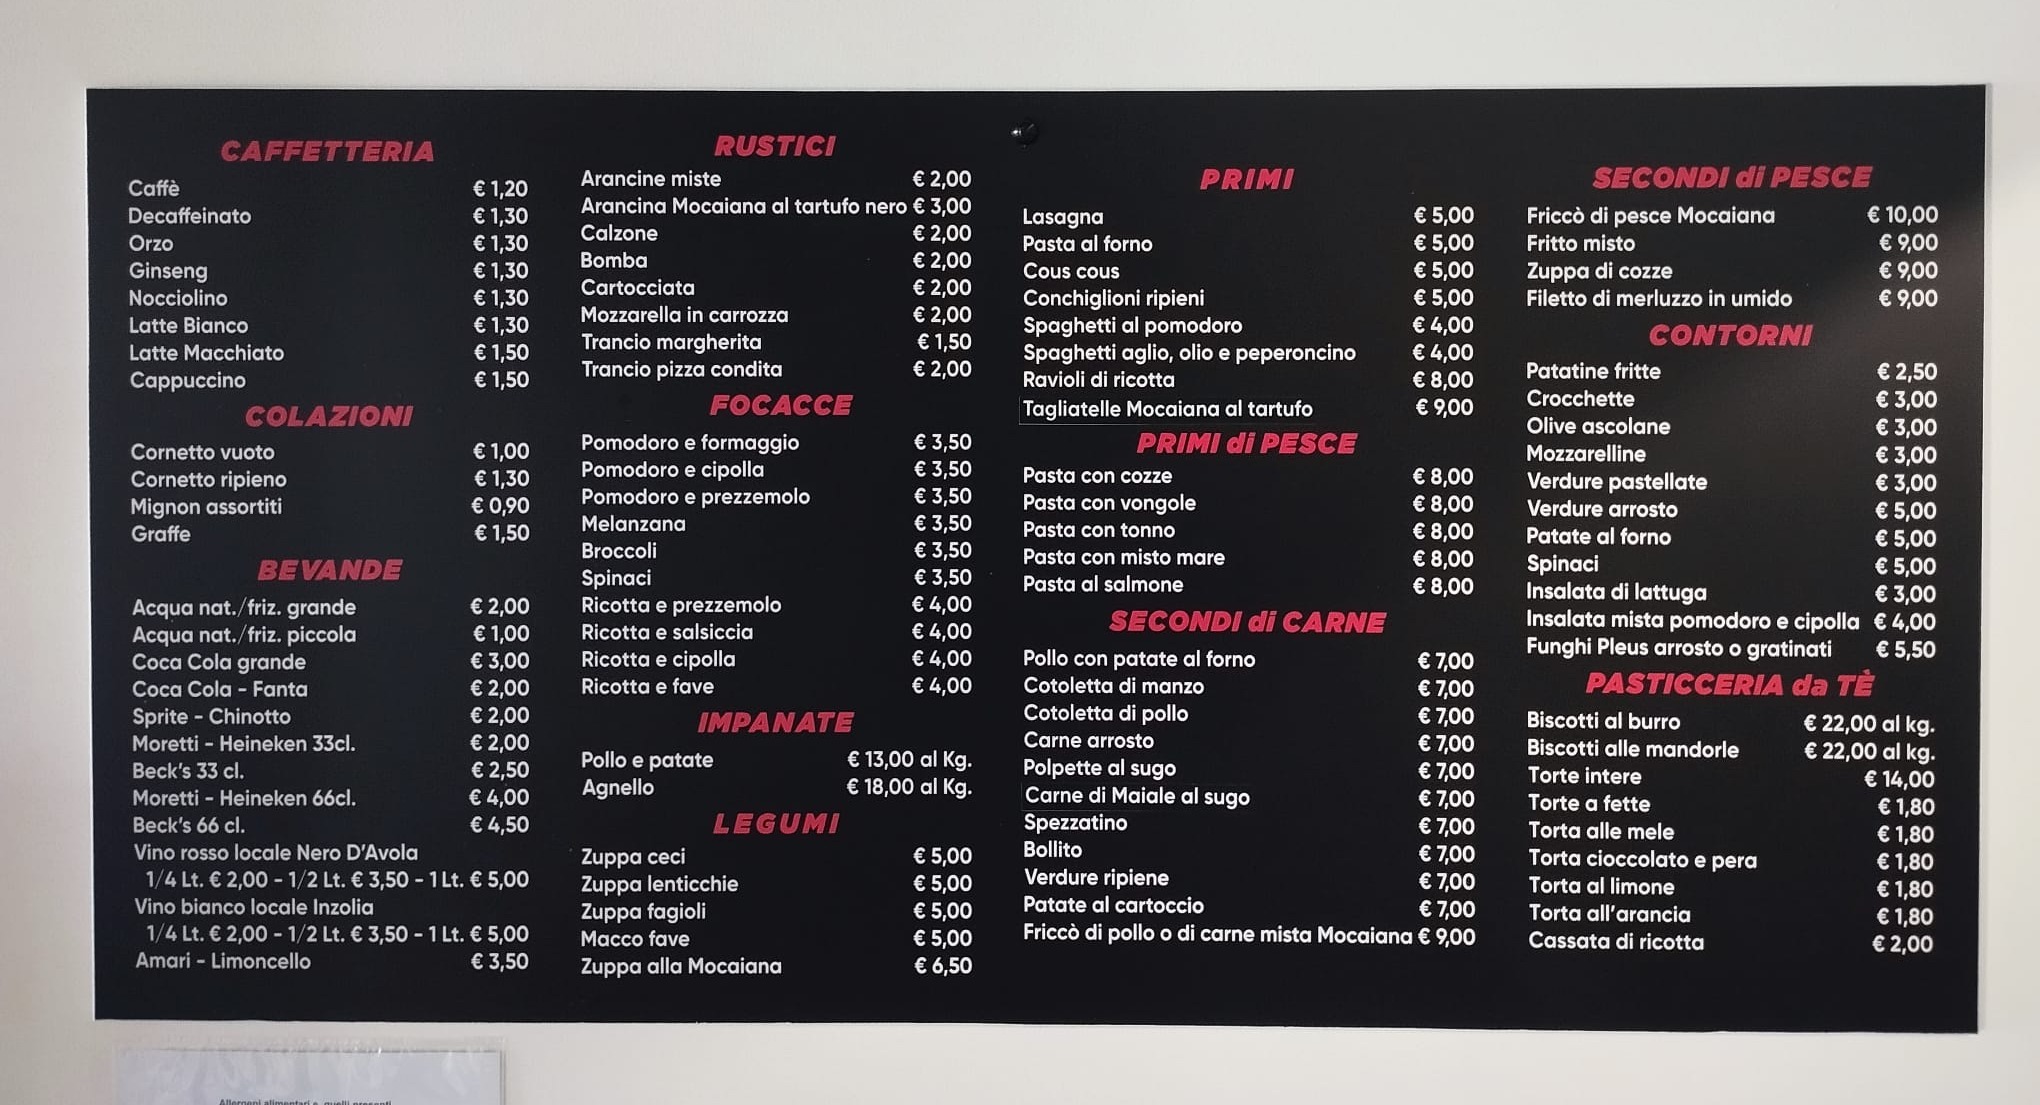 CAFFETTERIA
Caffè € 1,20
Decaffeinato € 1,30
Orzo € 1,30
Ginseng € 1,30
Nocciolino € 1,30
Latte Bianco € 1,30
Latte Macchiato € 1,50
Cappuccino € 1,50
COLAZIONI
Cornetto vuoto € 1,00
Cornetto ripieno € 1,30
Mignon assortiti € 0,90
Graffe € 1,50
BEVANDE
Acqua nat./friz. grande € 2,00
Acqua nat./friz. piccola € 1,00
Coca Cola grande € 3,00
Coca Cola - Fanta € 2,00
Sprite - Chinotto € 2,00
Moretti - Heineken 33cl. € 2,00
Beck's 33 cl. € 2,50
Moretti - Heineken 66cl. € 4,00
Beck's 66 cl. € 4,50
Vino rosso locale Nero D'Avola
1/4 Lt. € 2,00 - 1/2 Lt. € 3,50 - 1 Lt. € 5,00
Vino bianco locale Inzolia
1/4 Lt. € 2,00 - 1/2 Lt. € 3,50 - 1 Lt. € 5,00
Amari - Limoncello € 3,50
RUSTICI
Arancine miste € 2,00
Arancina Mocaiana al tartufo nero € 3,00
Calzone € 2,00
Bomba € 2,00
Cartocciata € 2,00
Mozzarella in carrozza € 2,00
Trancio margherita € 1,50
Trancio pizza condita € 2,00
FOCACCE
Pomodoro e formaggio € 3,50
Pomodoro e cipolla € 3,50
Pomodoro e prezzemolo € 3,50
Melanzana € 3,50
Broccoli € 3,50
Spinaci € 3,50
Ricotta e prezzemolo € 4,00
Ricotta e salsiccia € 4,00
Ricotta e cipolla € 4,00
Ricotta e fave € 4,00
IMPANATE
Pollo e patate € 13,00 al Kg.
Agnello € 18,00 al Kg.
LEGUMI
Zuppa ceci € 5,00
Zuppa lenticchie € 5,00
Zuppa fagioli € 5,00
Macco fave € 5,00
Zuppa alla Mocaiana € 6,50
PRIMI
Lasagna € 5,00
Pasta al forno € 5,00
Cous cous € 5,00
Conchiglioni ripieni € 5,00
Spaghetti al pomodoro € 4,00
Spaghetti aglio, olio e peperoncino € 4,00
Ravioli di ricotta € 8,00
Tagliatelle Mocaiana al tartufo € 9,00
PRIMI di PESCE
Pasta con cozze € 8,00
Pasta con vongole € 8,00
Pasta con tonno € 8,00
Pasta con misto mare € 8,00
Pasta al salmone € 8,00
SECONDI di CARNE
Pollo con patate al forno € 7,00
Cotoletta di manzo € 7,00
Cotoletta di pollo € 7,00
Carne arrosto € 7,00
Polpette al sugo € 7,00
Carne di Maiale al sugo € 7,00
Spezzatino € 7,00
Bollito € 7,00
Verdure ripiene € 7,00
Patate al cartoccio € 7,00
Friccò di pollo o di carne mista Mocaiana € 9,00
SECONDI di PESCE
Friccò di pesce Mocaiana € 10,00
Fritto misto € 9,00
Zuppa di cozze € 9,00
Filetto di merluzzo in umido € 9,00
CONTORNI
Patatine fritte € 2,50
Crocchette € 3,00
Olive ascolane € 3,00
Mozzarelline € 3,00
Verdure pastellate € 3,00
Verdure arrosto € 5,00
Patate al forno € 5,00
Spinaci € 5,00
Insalata di lattuga € 3,00
Insalata mista pomodoro e cipolla € 4,00
Funghi Pleus arrosto o gratinati € 5,50
PASTICCERIA da TÈ
Biscotti al burro € 22,00 al kg.
Biscotti alle mandorle € 22,00 al kg.
Torte intere € 14,00
Torte a fette € 1,80
Torta alle mele € 1,80
Torta cioccolato e pera € 1,80
Torta al limone € 1,80
Torta all'arancia € 1,80
Cassata di ricotta € 2,00
Allergeni alimentari